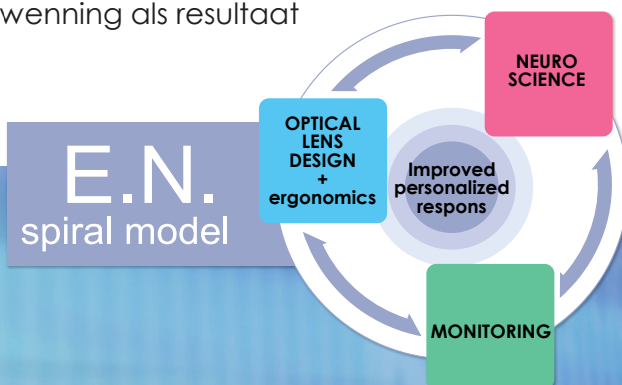 wenning als resultaat
NEURO
SCIENCE
OPTICAL
LENS
DESIGN
+
ergonomics
E.N.
spiral model
Improved
personalized
respons
MONITORING